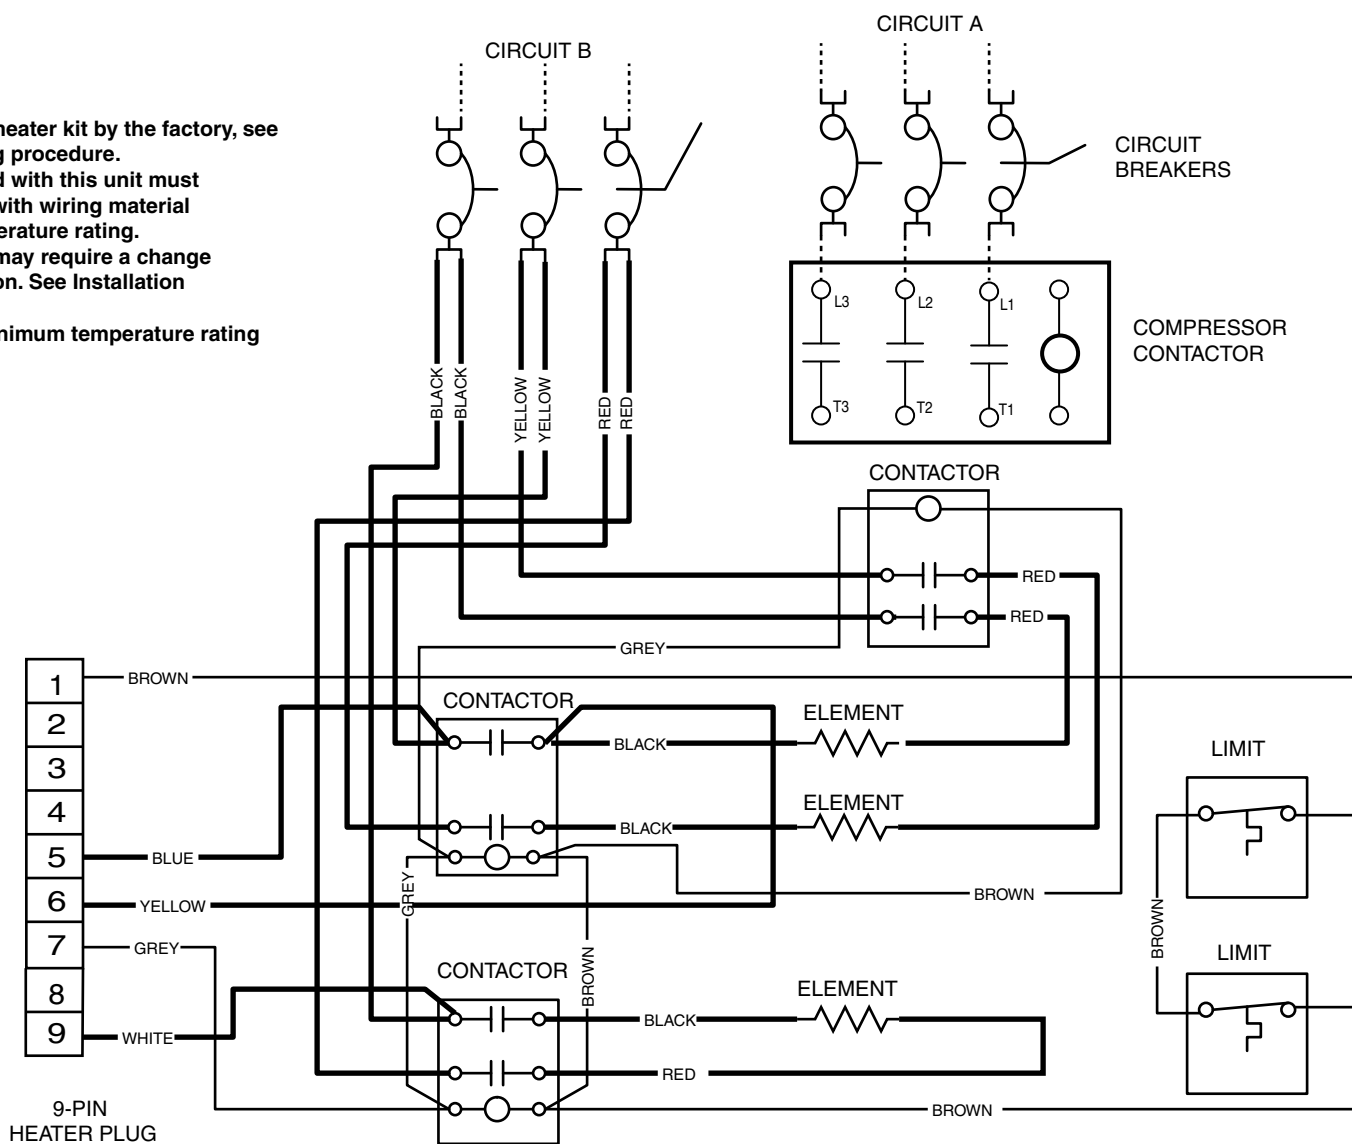 CIRCUIT A
CIRCUIT B
heater kit by the factory, see
g procedure.
d with this unit must
with wiring material
erature rating.
may require a change
on. See Installation
nimum temperature rating
CIRCUIT
BREAKERS
L3
L2
L1
T3
T2
T1
COMPRESSOR
CONTACTOR
BLACK
BLACK
YELLOW
YELLOW
RED
RED
CONTACTOR
RED
RED
GREY
1
BROWN
2
3
4
5
BLUE
6
YELLOW
7
GREY
8
9
WHITE
9-PIN
HEATER PLUG
CONTACTOR
BLACK
ELEMENT
BLACK
ELEMENT
GREY
BROWN
BROWN
CONTACTOR
BLACK
ELEMENT
RED
BROWN
LIMIT
BROWN
LIMIT